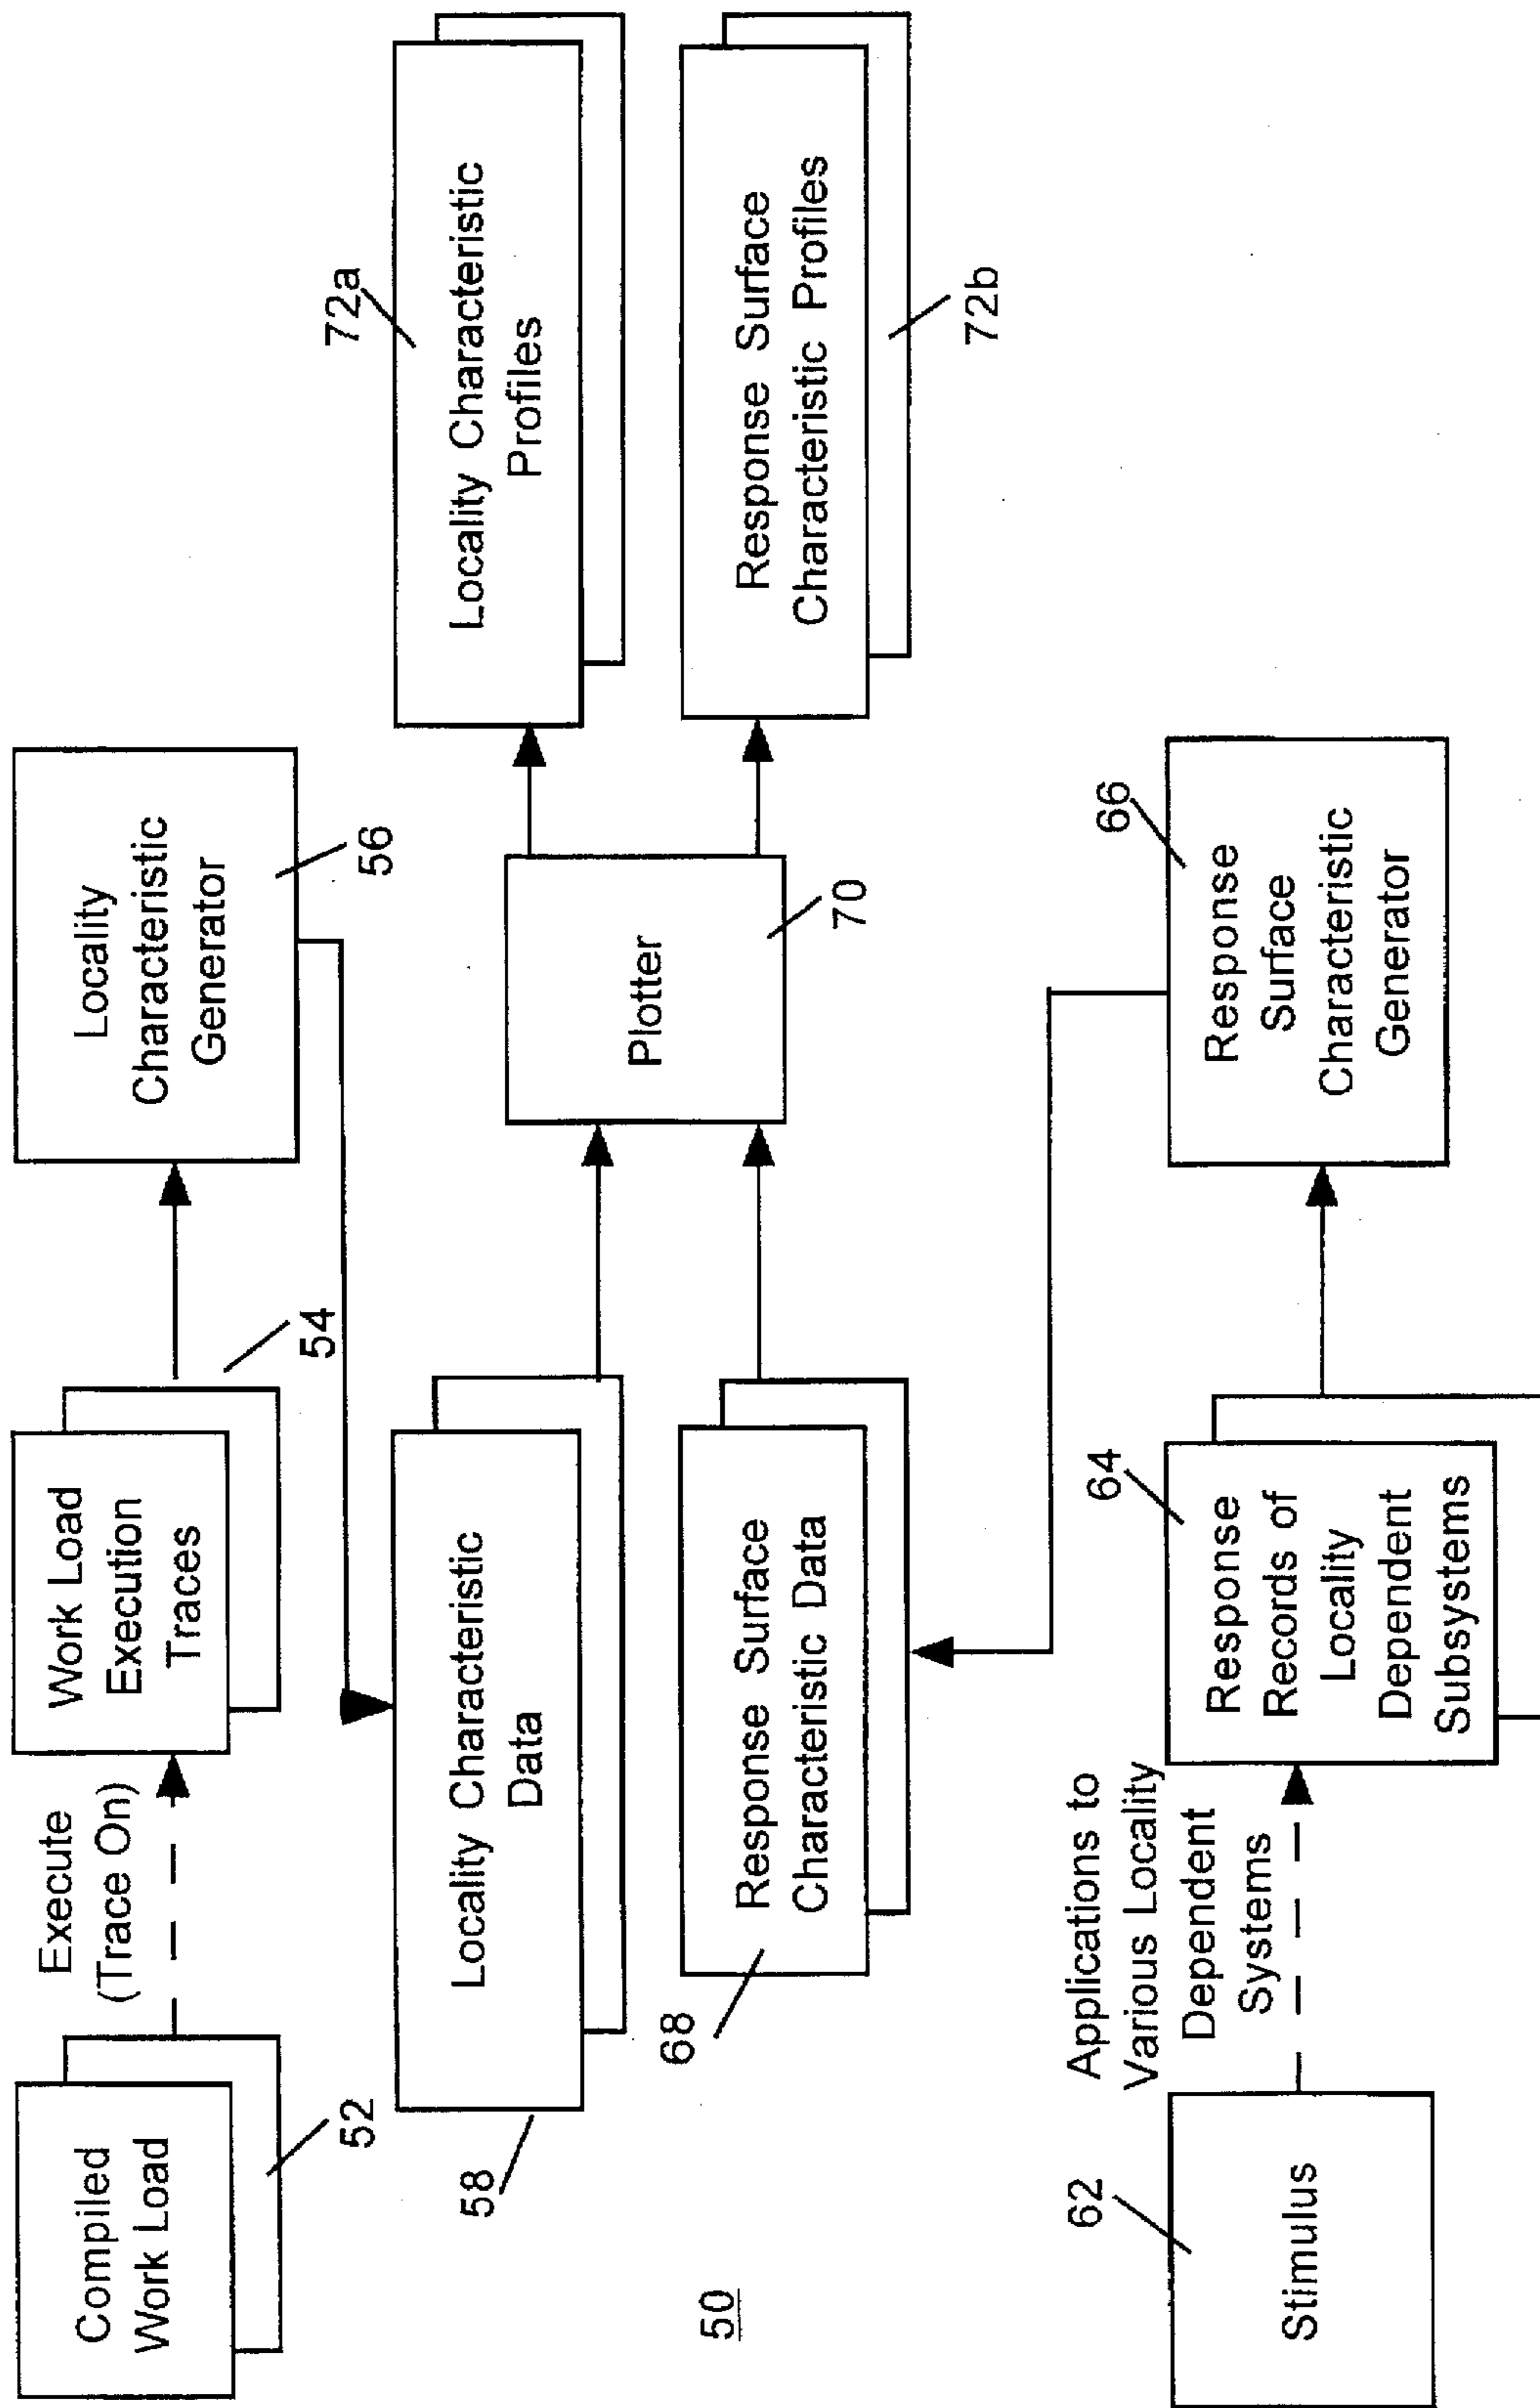 Compiled
Work Load
52
Execute
(Trace On)
Work Load
Execution
Traces
54
Locality
Characteristic
Generator
56
58
Locality Characteristic
Data
68
Response Surface
Characteristic Data
Plotter
70
72a
Locality Characteristic
Profiles
Response Surface
Characteristic Profiles
72b
50
62
Stimulus
Applications to
Various Locality
Dependent
Systems
64
Response
Records of
Locality
Dependent
Subsystems
66
Response
Surface
Characteristic
Generator